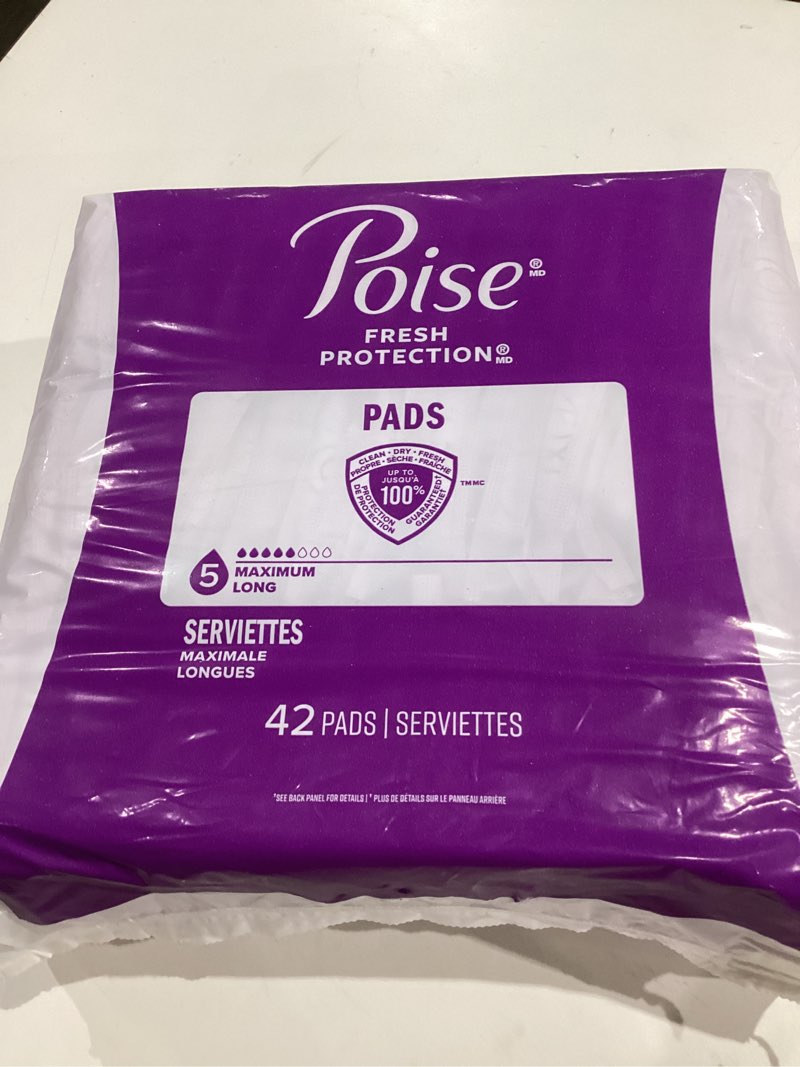 Poise®
MD
FRESH
PROTECTION®
MD
PADS
CLEAN • DRY • FRESH
PROPRE • SÈCHE • FRAÎCHE
UP TO
JUSQU'À
100%
PROTECTION
DE PROTECTION
GUARANTEED†
GARANTIE†
TM MC
5
MAXIMUM
LONG
SERVIETTES
MAXIMALE
LONGUES
42 PADS | SERVIETTES
†SEE BACK PANEL FOR DETAILS | † PLUS DE DÉTAILS SUR LE PANNEAU ARRIÈRE